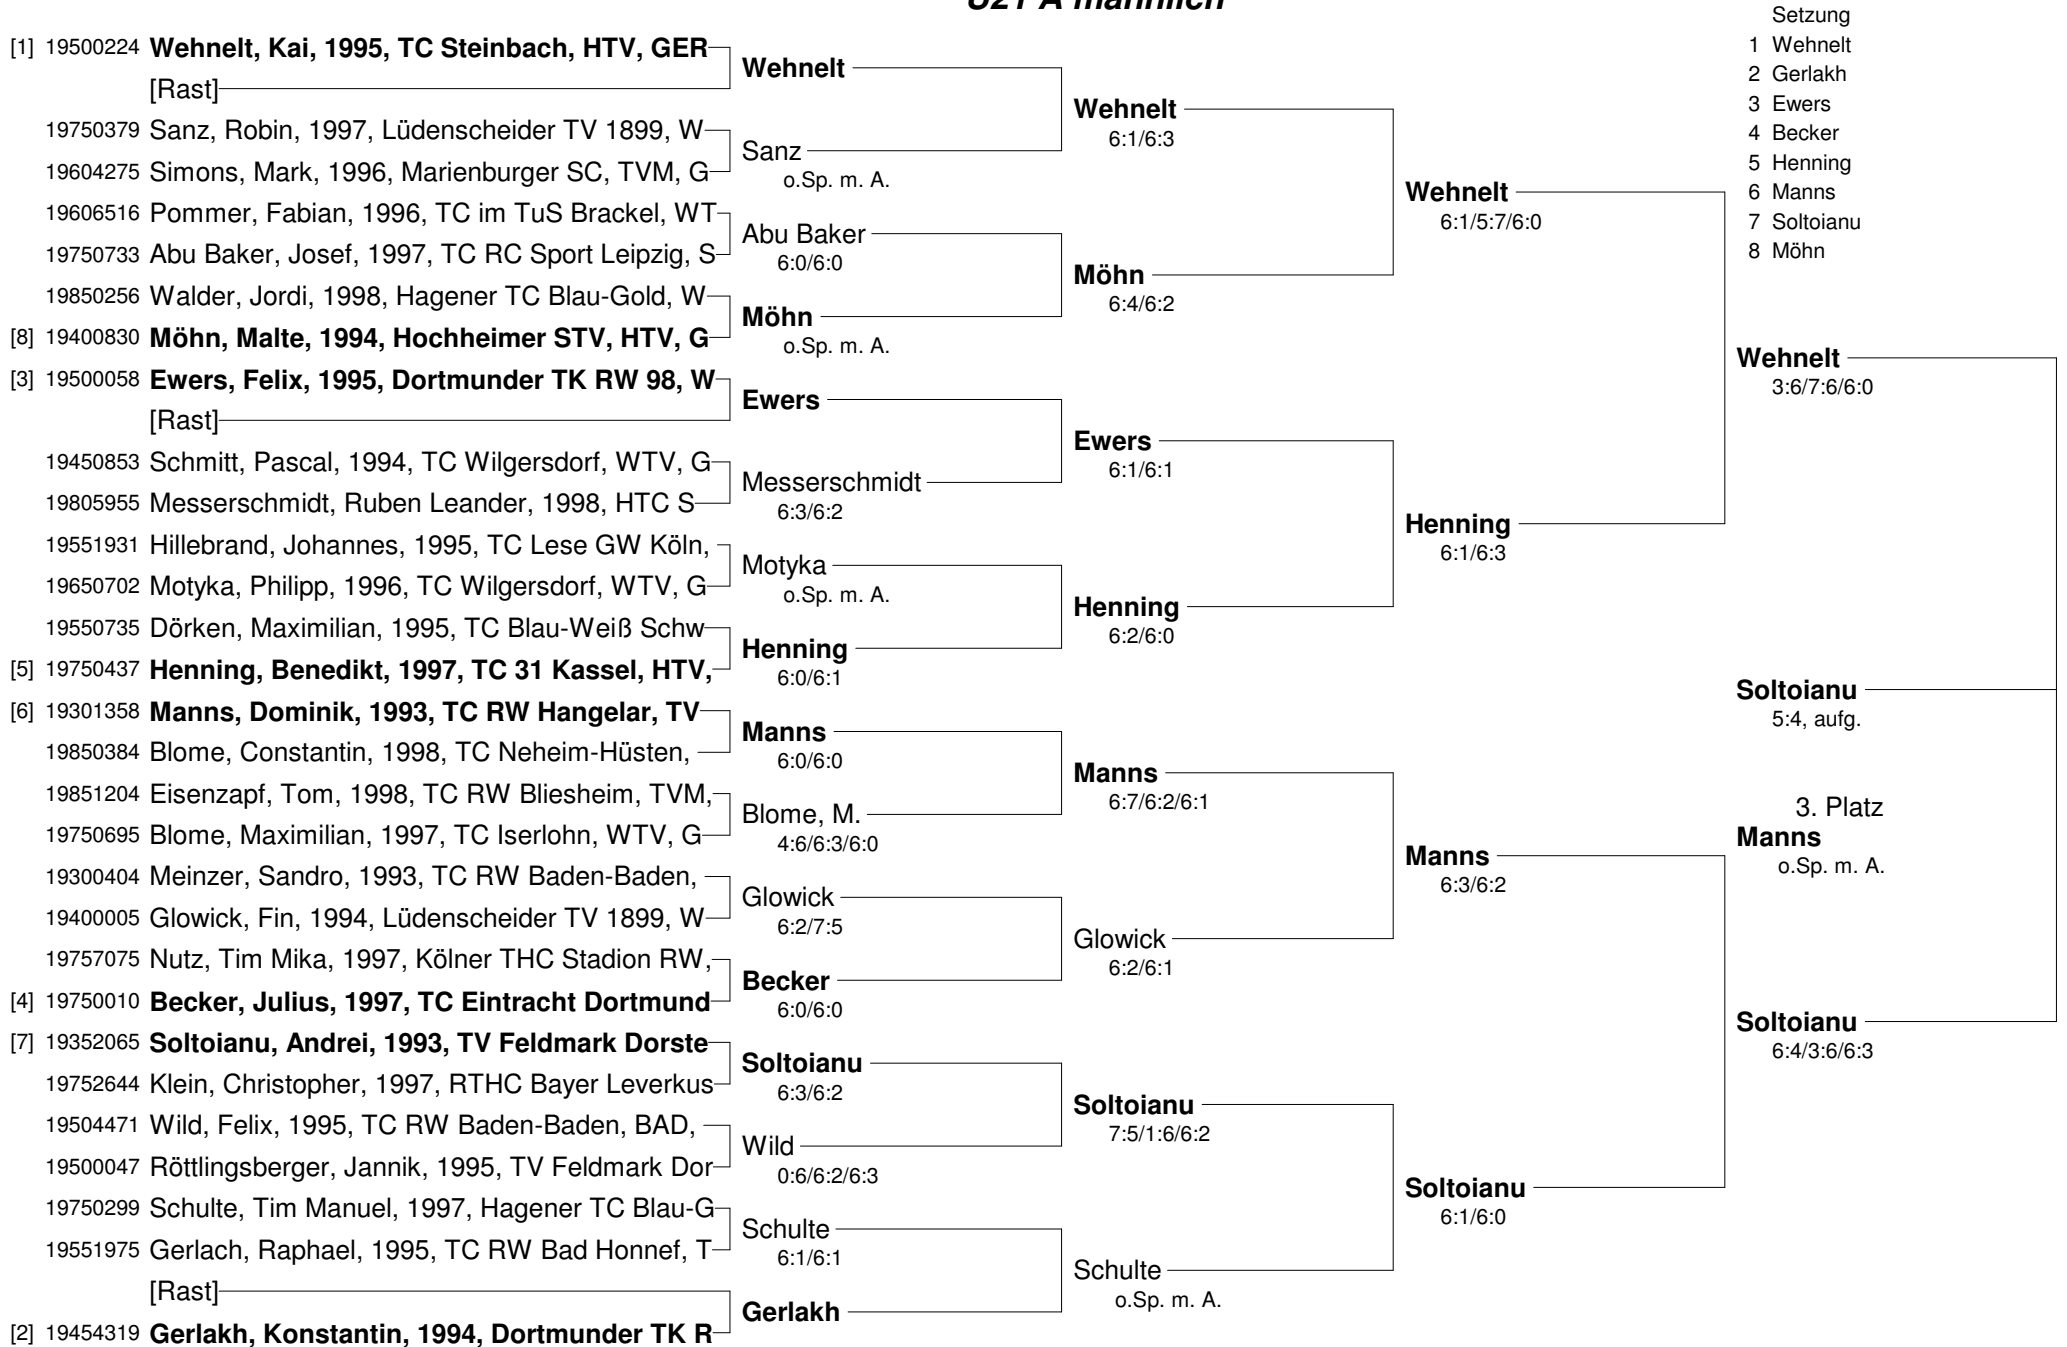 U21 A männlich
Setzung
1 Wehnelt
2 Gerlakh
3 Ewers
4 Becker
5 Henning
6 Manns
7 Soltoianu
8 Möhn
[1] 19500224 Wehnelt, Kai, 1995, TC Steinbach, HTV, GER
[Rast]
19750379 Sanz, Robin, 1997, Lüdenscheider TV 1899, W
19604275 Simons, Mark, 1996, Marienburger SC, TVM, G
19606516 Pommer, Fabian, 1996, TC im TuS Brackel, WT
19750733 Abu Baker, Josef, 1997, TC RC Sport Leipzig, S
19850256 Walder, Jordi, 1998, Hagener TC Blau-Gold, W
[8] 19400830 Möhn, Malte, 1994, Hochheimer STV, HTV, G
[3] 19500058 Ewers, Felix, 1995, Dortmunder TK RW 98, W
[Rast]
19450853 Schmitt, Pascal, 1994, TC Wilgersdorf, WTV, G
19805955 Messerschmidt, Ruben Leander, 1998, HTC S
19551931 Hillebrand, Johannes, 1995, TC Lese GW Köln,
19650702 Motyka, Philipp, 1996, TC Wilgersdorf, WTV, G
19550735 Dörken, Maximilian, 1995, TC Blau-Weiß Schw
[5] 19750437 Henning, Benedikt, 1997, TC 31 Kassel, HTV,
[6] 19301358 Manns, Dominik, 1993, TC RW Hangelar, TV
19850384 Blome, Constantin, 1998, TC Neheim-Hüsten,
19851204 Eisenzapf, Tom, 1998, TC RW Bliesheim, TVM,
19750695 Blome, Maximilian, 1997, TC Iserlohn, WTV, G
19300404 Meinzer, Sandro, 1993, TC RW Baden-Baden,
19400005 Glowick, Fin, 1994, Lüdenscheider TV 1899, W
19757075 Nutz, Tim Mika, 1997, Kölner THC Stadion RW,
[4] 19750010 Becker, Julius, 1997, TC Eintracht Dortmund
[7] 19352065 Soltoianu, Andrei, 1993, TV Feldmark Dorste
19752644 Klein, Christopher, 1997, RTHC Bayer Leverkus
19504471 Wild, Felix, 1995, TC RW Baden-Baden, BAD,
19500047 Röttlingsberger, Jannik, 1995, TV Feldmark Dor
19750299 Schulte, Tim Manuel, 1997, Hagener TC Blau-G
19551975 Gerlach, Raphael, 1995, TC RW Bad Honnef, T
[Rast]
[2] 19454319 Gerlakh, Konstantin, 1994, Dortmunder TK R
Wehnelt
Sanz
o.Sp. m. A.
Abu Baker
6:0/6:0
Möhn
o.Sp. m. A.
Ewers
Messerschmidt
6:3/6:2
Motyka
o.Sp. m. A.
Henning
6:0/6:1
Manns
6:0/6:0
Blome, M.
4:6/6:3/6:0
Glowick
6:2/7:5
Becker
6:0/6:0
Soltoianu
6:3/6:2
Wild
0:6/6:2/6:3
Schulte
6:1/6:1
Gerlakh
Wehnelt
6:1/6:3
Möhn
6:4/6:2
Ewers
6:1/6:1
Henning
6:2/6:0
Manns
6:7/6:2/6:1
Glowick
6:2/6:1
Soltoianu
7:5/1:6/6:2
Schulte
o.Sp. m. A.
Wehnelt
6:1/5:7/6:0
Henning
6:1/6:3
Manns
6:3/6:2
Soltoianu
6:1/6:0
Wehnelt
3:6/7:6/6:0
Soltoianu
5:4, aufg.
3. Platz
Manns
o.Sp. m. A.
Soltoianu
6:4/3:6/6:3